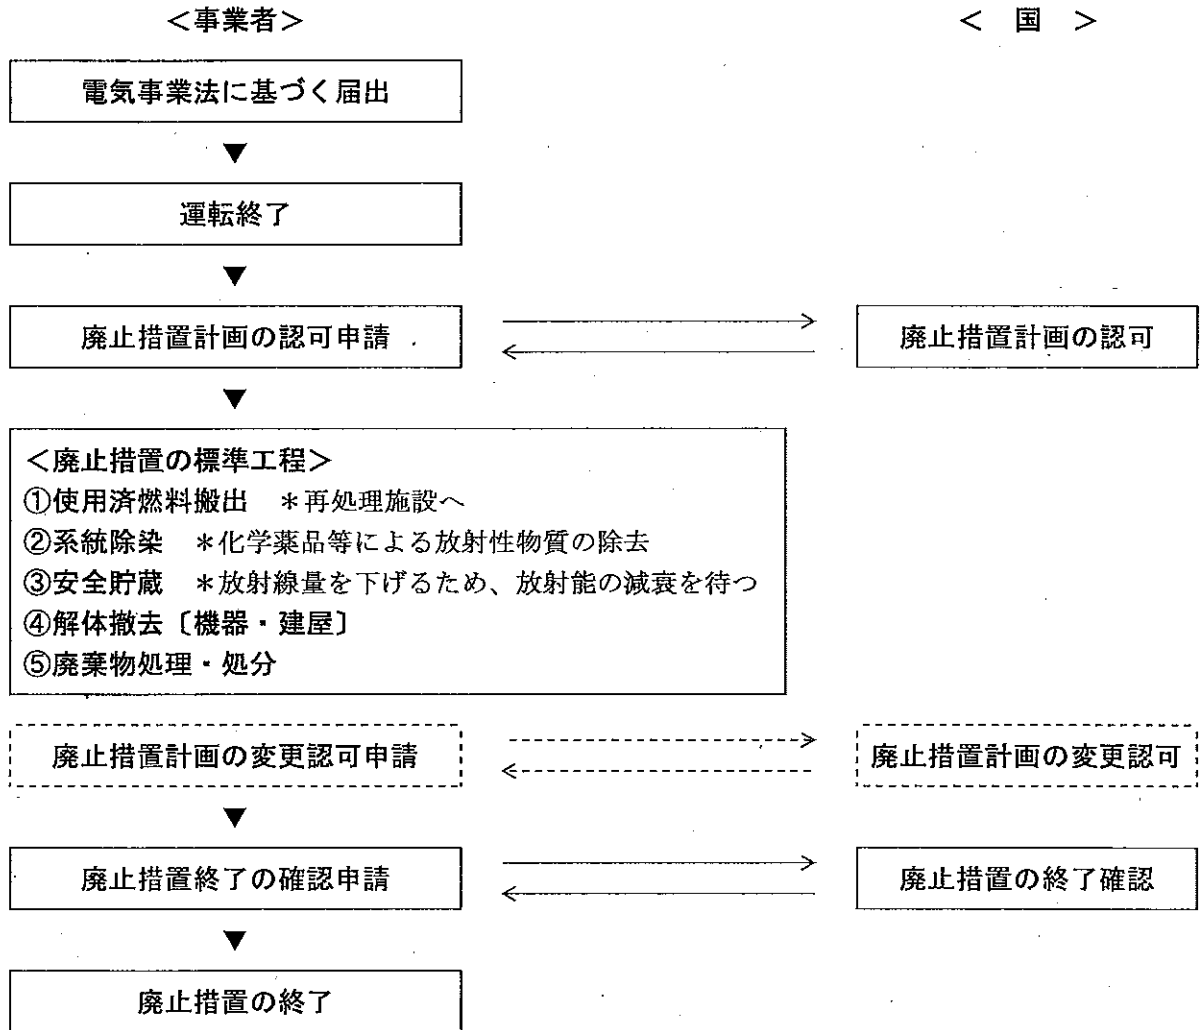 ＜事業者＞
＜　国　＞
電気事業法に基づく届出
▼
運転終了
▼
廃止措置計画の認可申請
廃止措置計画の認可
▼
＜廃止措置の標準工程＞
①使用済燃料搬出　＊再処理施設へ
②系統除染　＊化学薬品等による放射性物質の除去
③安全貯蔵　＊放射線量を下げるため、放射能の減衰を待つ
④解体撤去〔機器・建屋〕
⑤廃棄物処理・処分
廃止措置計画の変更認可申請
廃止措置計画の変更認可
▼
廃止措置終了の確認申請
廃止措置の終了確認
▼
廃止措置の終了